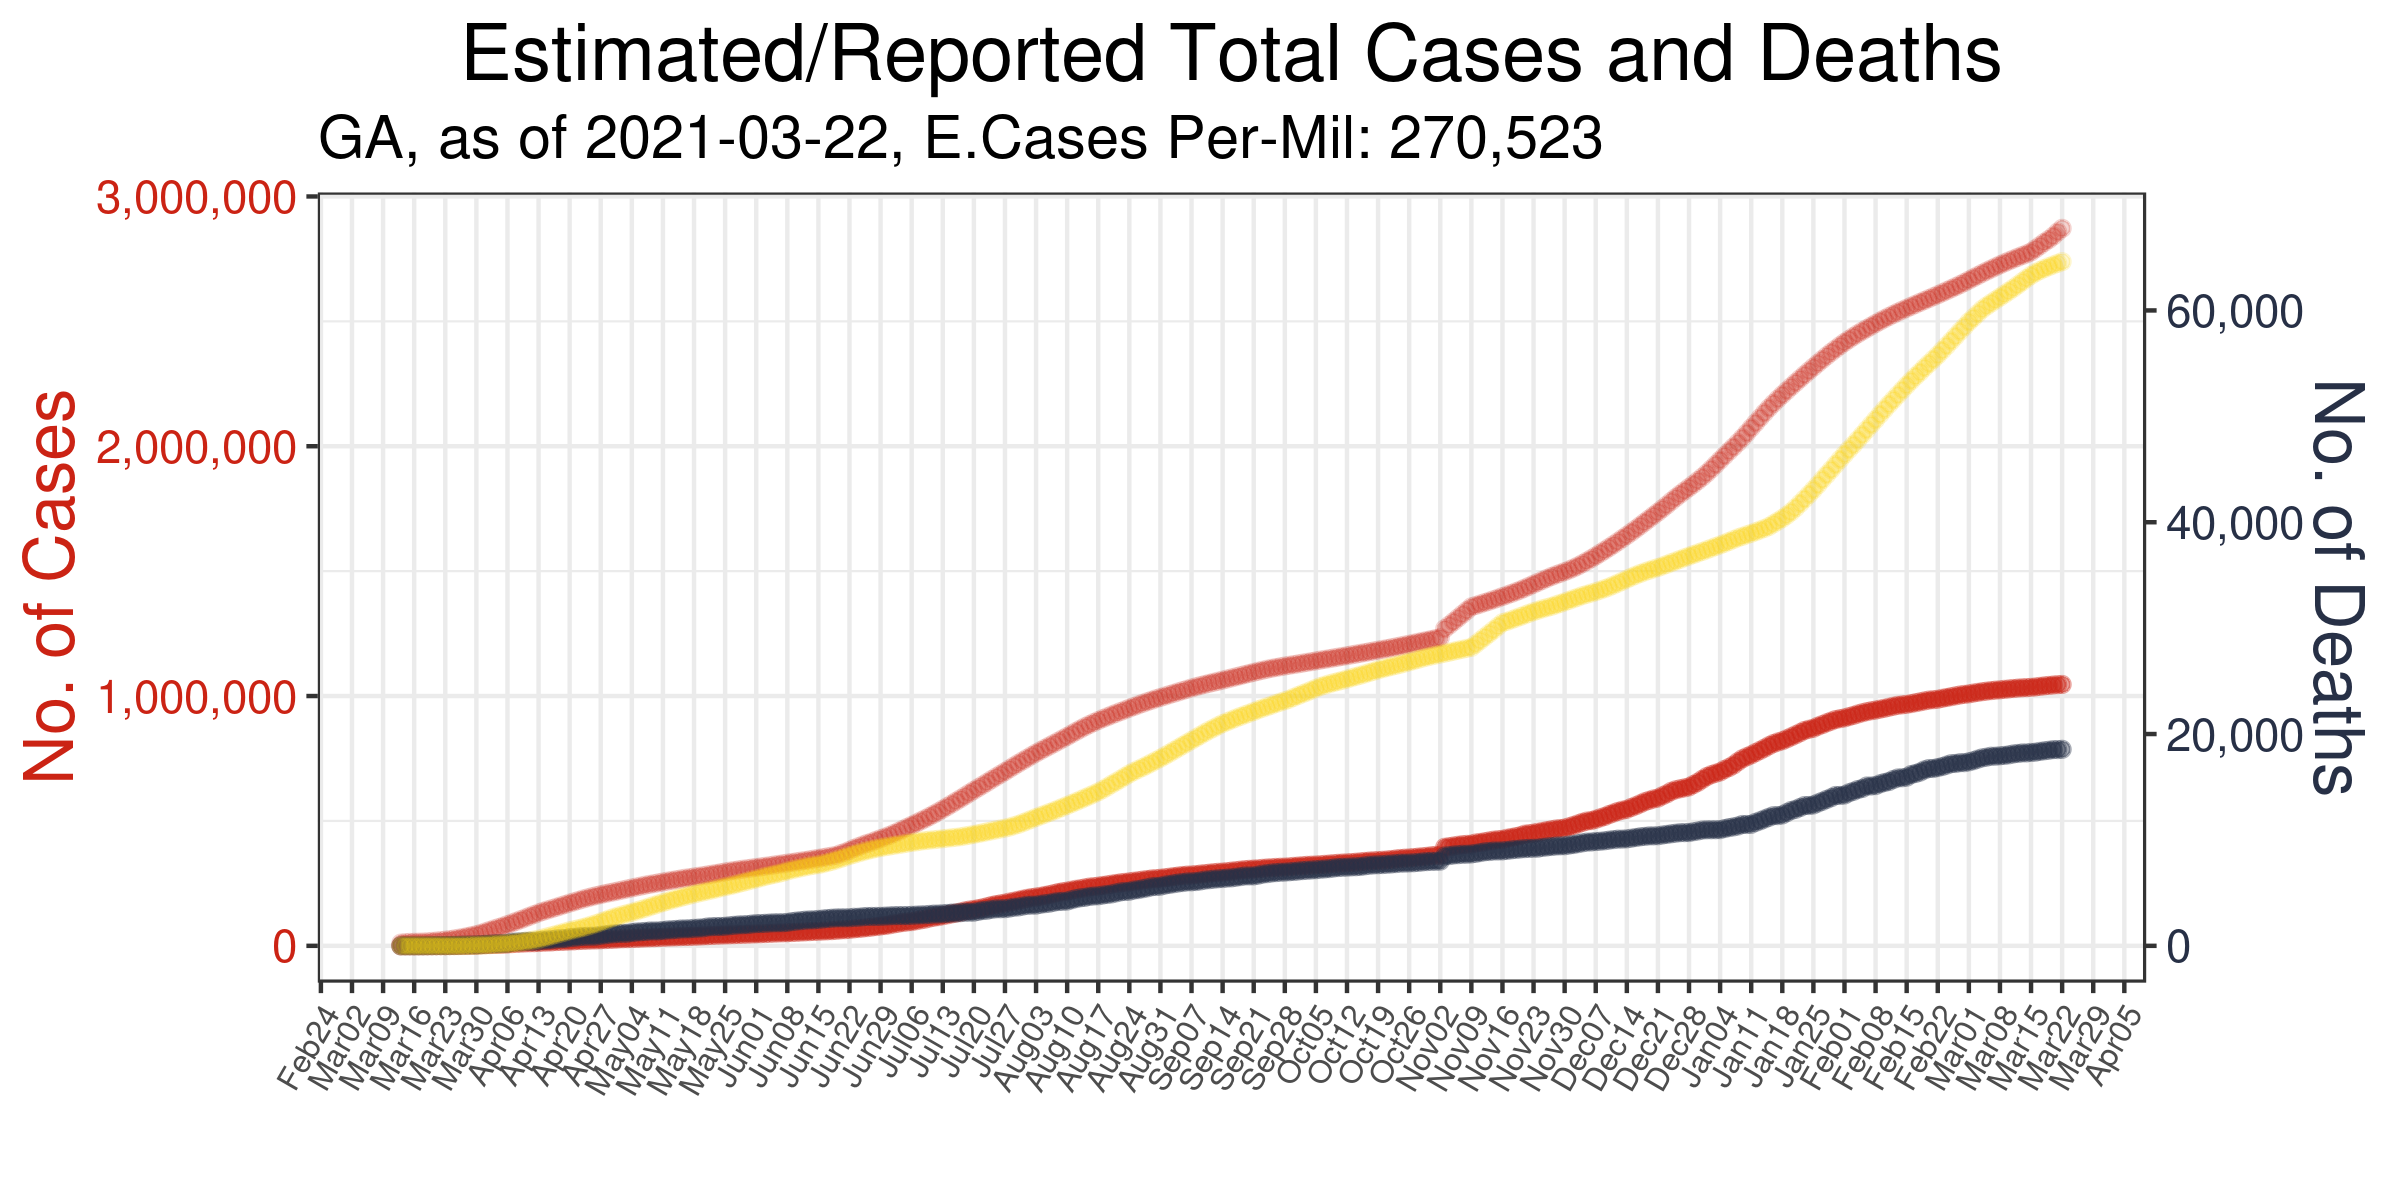 Estimated/Reported Total Cases and Deaths
GA, as of 2021-03-22, E.Cases Per-Mil: 270,523
No. of Cases
3,000,000
2,000,000
1,000,000
0
60,000
40,000
20,000
0
No. of Deaths
Feb24
Mar02
Mar09
Mar16
Mar23
Mar30
Apr06
Apr13
Apr20
Apr27
May04
May11
May18
May25
Jun01
Jun08
Jun15
Jun22
Jun29
Jul06
Jul13
Jul20
Jul27
Aug03
Aug10
Aug17
Aug24
Aug31
Sep07
Sep14
Sep21
Sep28
Oct05
Oct12
Oct19
Oct26
Nov02
Nov09
Nov16
Nov23
Nov30
Dec07
Dec14
Dec21
Dec28
Jan04
Jan11
Jan18
Jan25
Feb01
Feb08
Feb15
Feb22
Mar01
Mar08
Mar15
Mar22
Mar29
Apr05